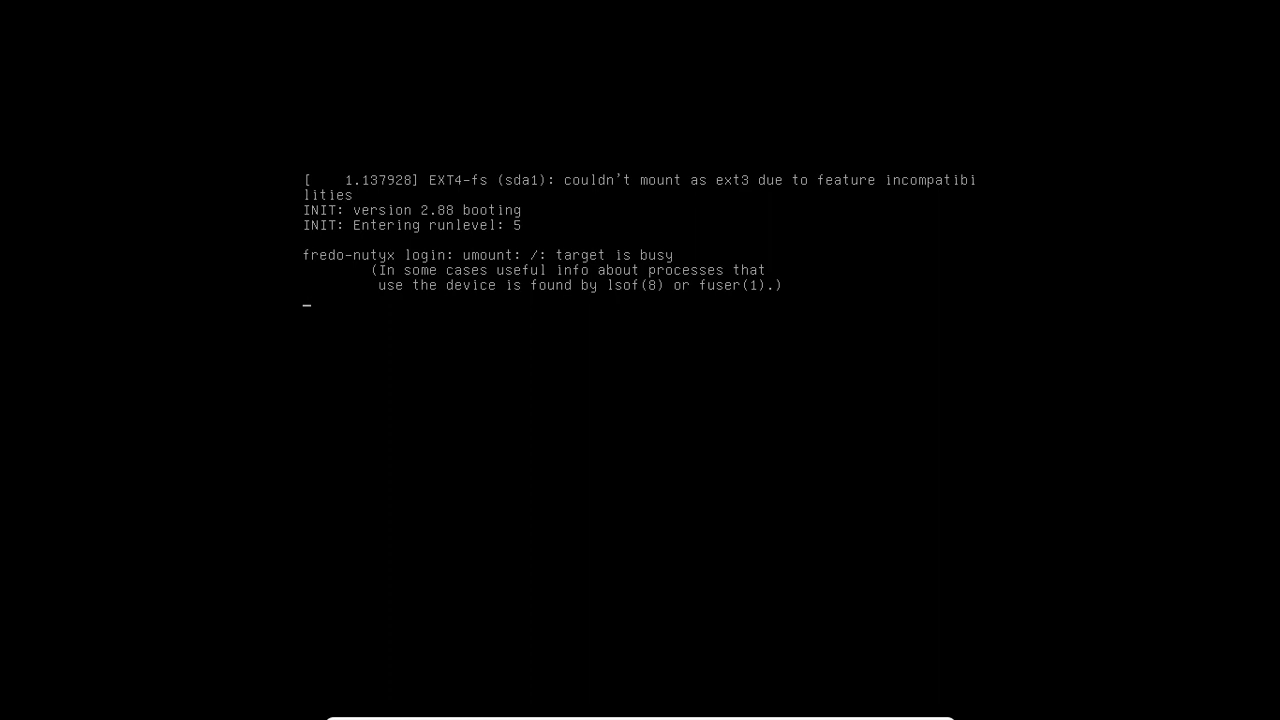 [    1.137928] EXT4-fs (sda1): couldn't mount as ext3 due to feature incompatibi
lities
INIT: version 2.88 booting
INIT: Entering runlevel: 5
fredo-nutyx login: umount: /: target is busy
        (In some cases useful info about processes that
         use the device is found by lsof(8) or fuser(1).)